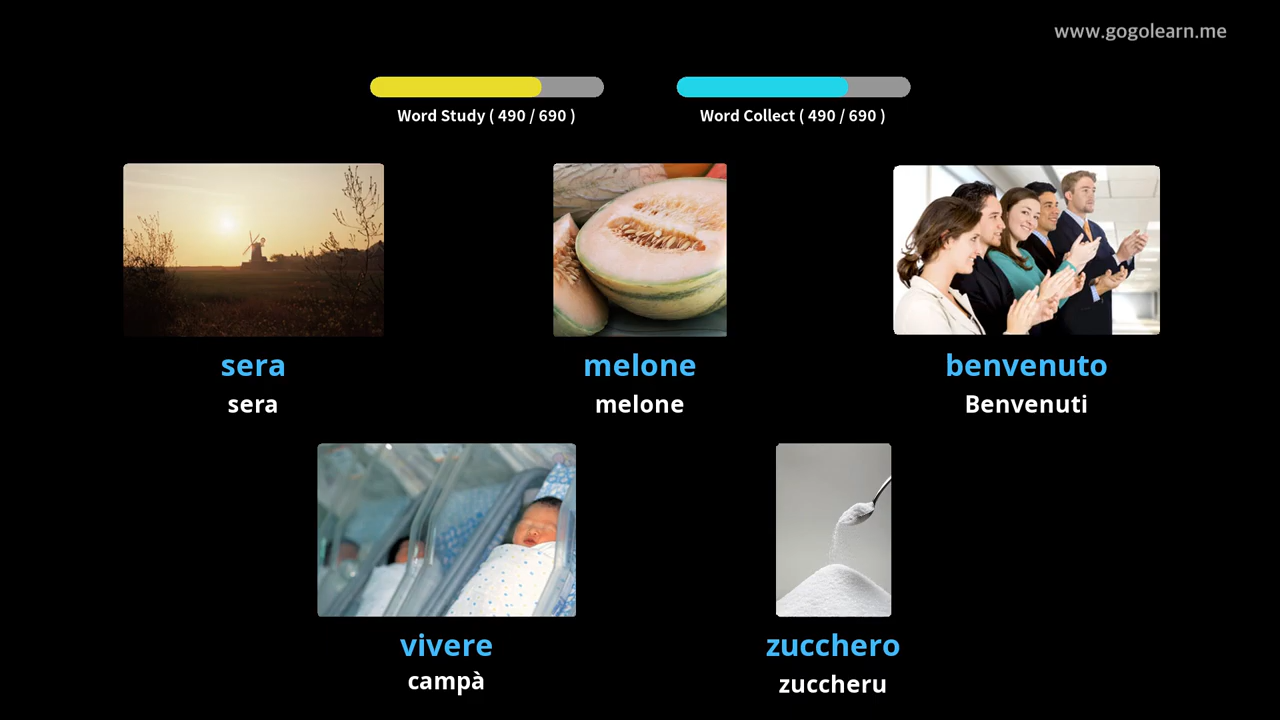 www.gogolearn.me
Word Study ( 490 / 690 )
Word Collect ( 490 / 690 )
sera
sera
melone
melone
benvenuto
Benvenuti
vivere
campà
zucchero
zuccheru